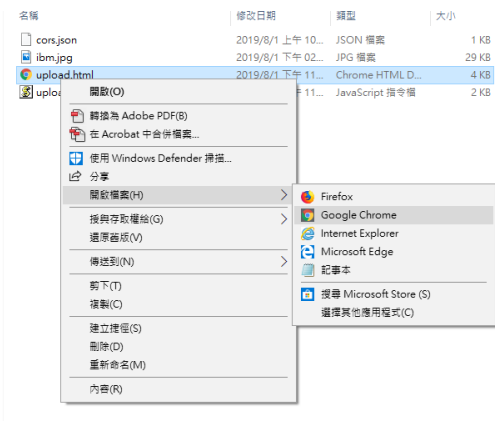 名稱 修改日期 類型 大小
cors.json 2019/8/1 上午 10... JSON 檔案 1 KB
ibm.jpg 2019/8/1 下午 02... JPG 檔案 29 KB
upload.html 2019/8/1 下午 11... Chrome HTML D... 4 KB
uploa 下午 11... JavaScript 指令檔 2 KB
開啟(O)
轉換為 Adobe PDF(B)
在 Acrobat 中合併檔案...
使用 Windows Defender 掃描...
分享
開啟檔案(H)
授與存取權給(G)
還原舊版(V)
傳送到(N)
剪下(T)
複製(C)
建立捷徑(S)
刪除(D)
重新命名(M)
內容(R)
Firefox
Google Chrome
Internet Explorer
Microsoft Edge
記事本
搜尋 Microsoft Store (S)
選擇其他應用程式(C)